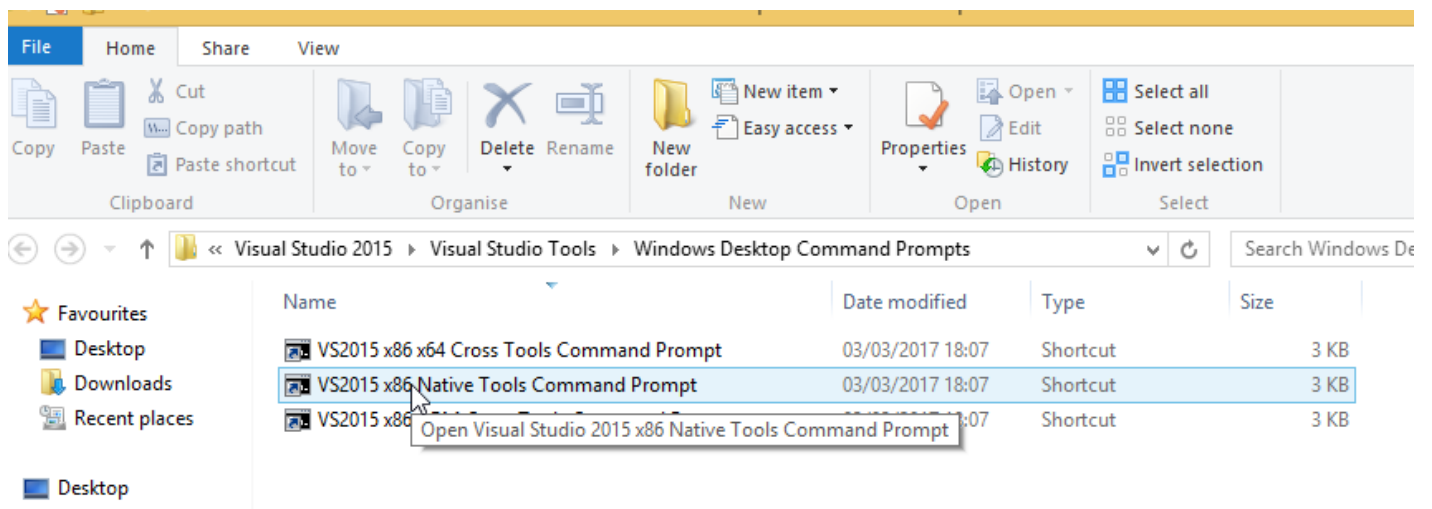 File Home Share View
Cut
Copy path
Paste shortcut
Copy Paste
Clipboard
Move to Copy to Delete Rename
Organise
New folder
New item
Easy access
New
Properties
Open
Edit
History
Open
Select all
Select none
Invert selection
Select
« Visual Studio 2015 Visual Studio Tools Windows Desktop Command Prompts
Search Windows De
Favourites
Desktop
Downloads
Recent places
Desktop
Name Date modified Type Size
VS2015 x86 x64 Cross Tools Command Prompt 03/03/2017 18:07 Shortcut 3 KB
VS2015 x86 Native Tools Command Prompt 03/03/2017 18:07 Shortcut 3 KB
VS2015 x86 :07 Shortcut 3 KB
Open Visual Studio 2015 x86 Native Tools Command Prompt